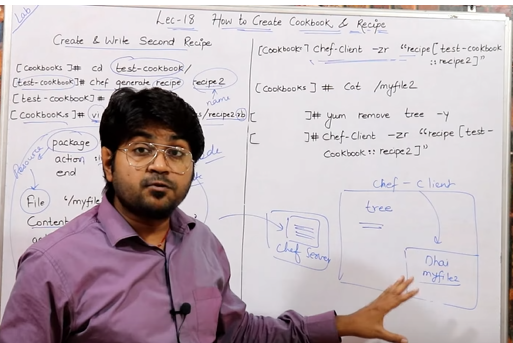 Lab
Lec-18 How to Create Cookbook & Recipe
Create & Write Second Recipe
[Cookbooks]# cd test-cookbook/
[test-cookbook]# chef generate recipe recipe2
name
[test-cookbook]#
[Cookbooks]# vi s/recipe2.rb
Resource
package
action
end
File '/myfile
Content
[Cookbooks] Chef-Client -zr "recipe[test-cookbook
::recipe2]"
[Cookbooks] # Cat /myfile2
[ ]# yum remove tree -y
[ ]# Chef-Client -zr "recipe[test-
Cookbook::recipe2]"
Chef-Client
tree
Chef Server
Dhai
myfile2